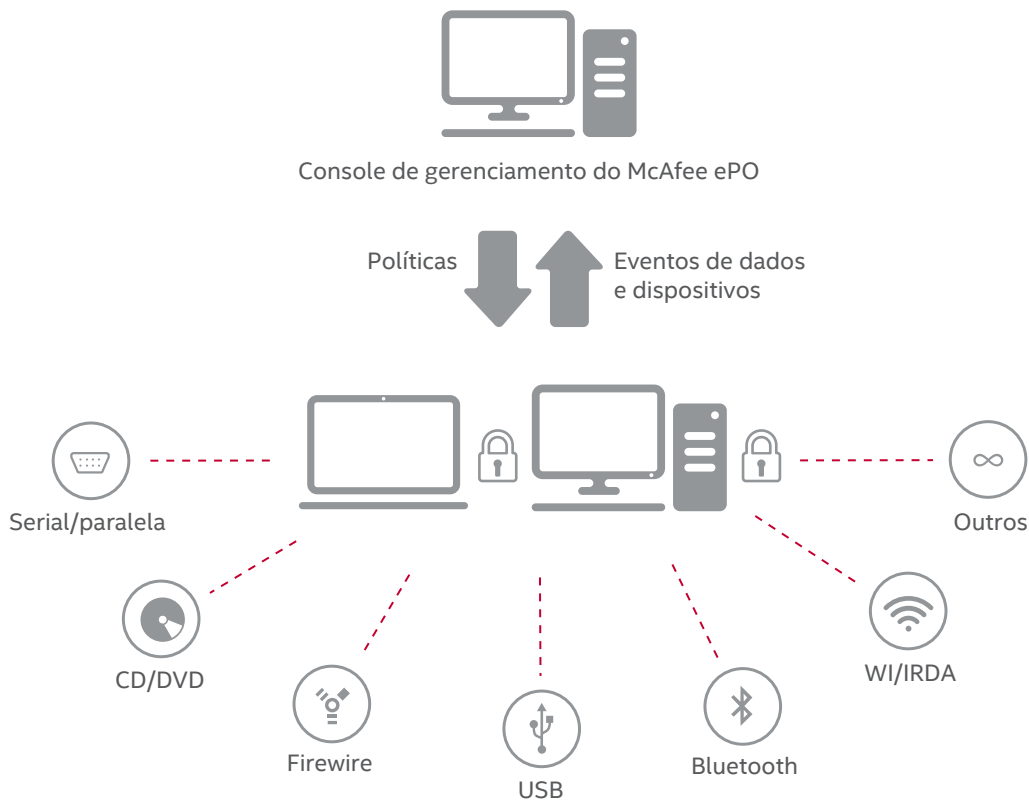 Console de gerenciamento do McAfee ePO
Políticas
Eventos de dados
e dispositivos
Serial/paralela
Outros
CD/DVD
WI/IRDA
Firewire
Bluetooth
USB